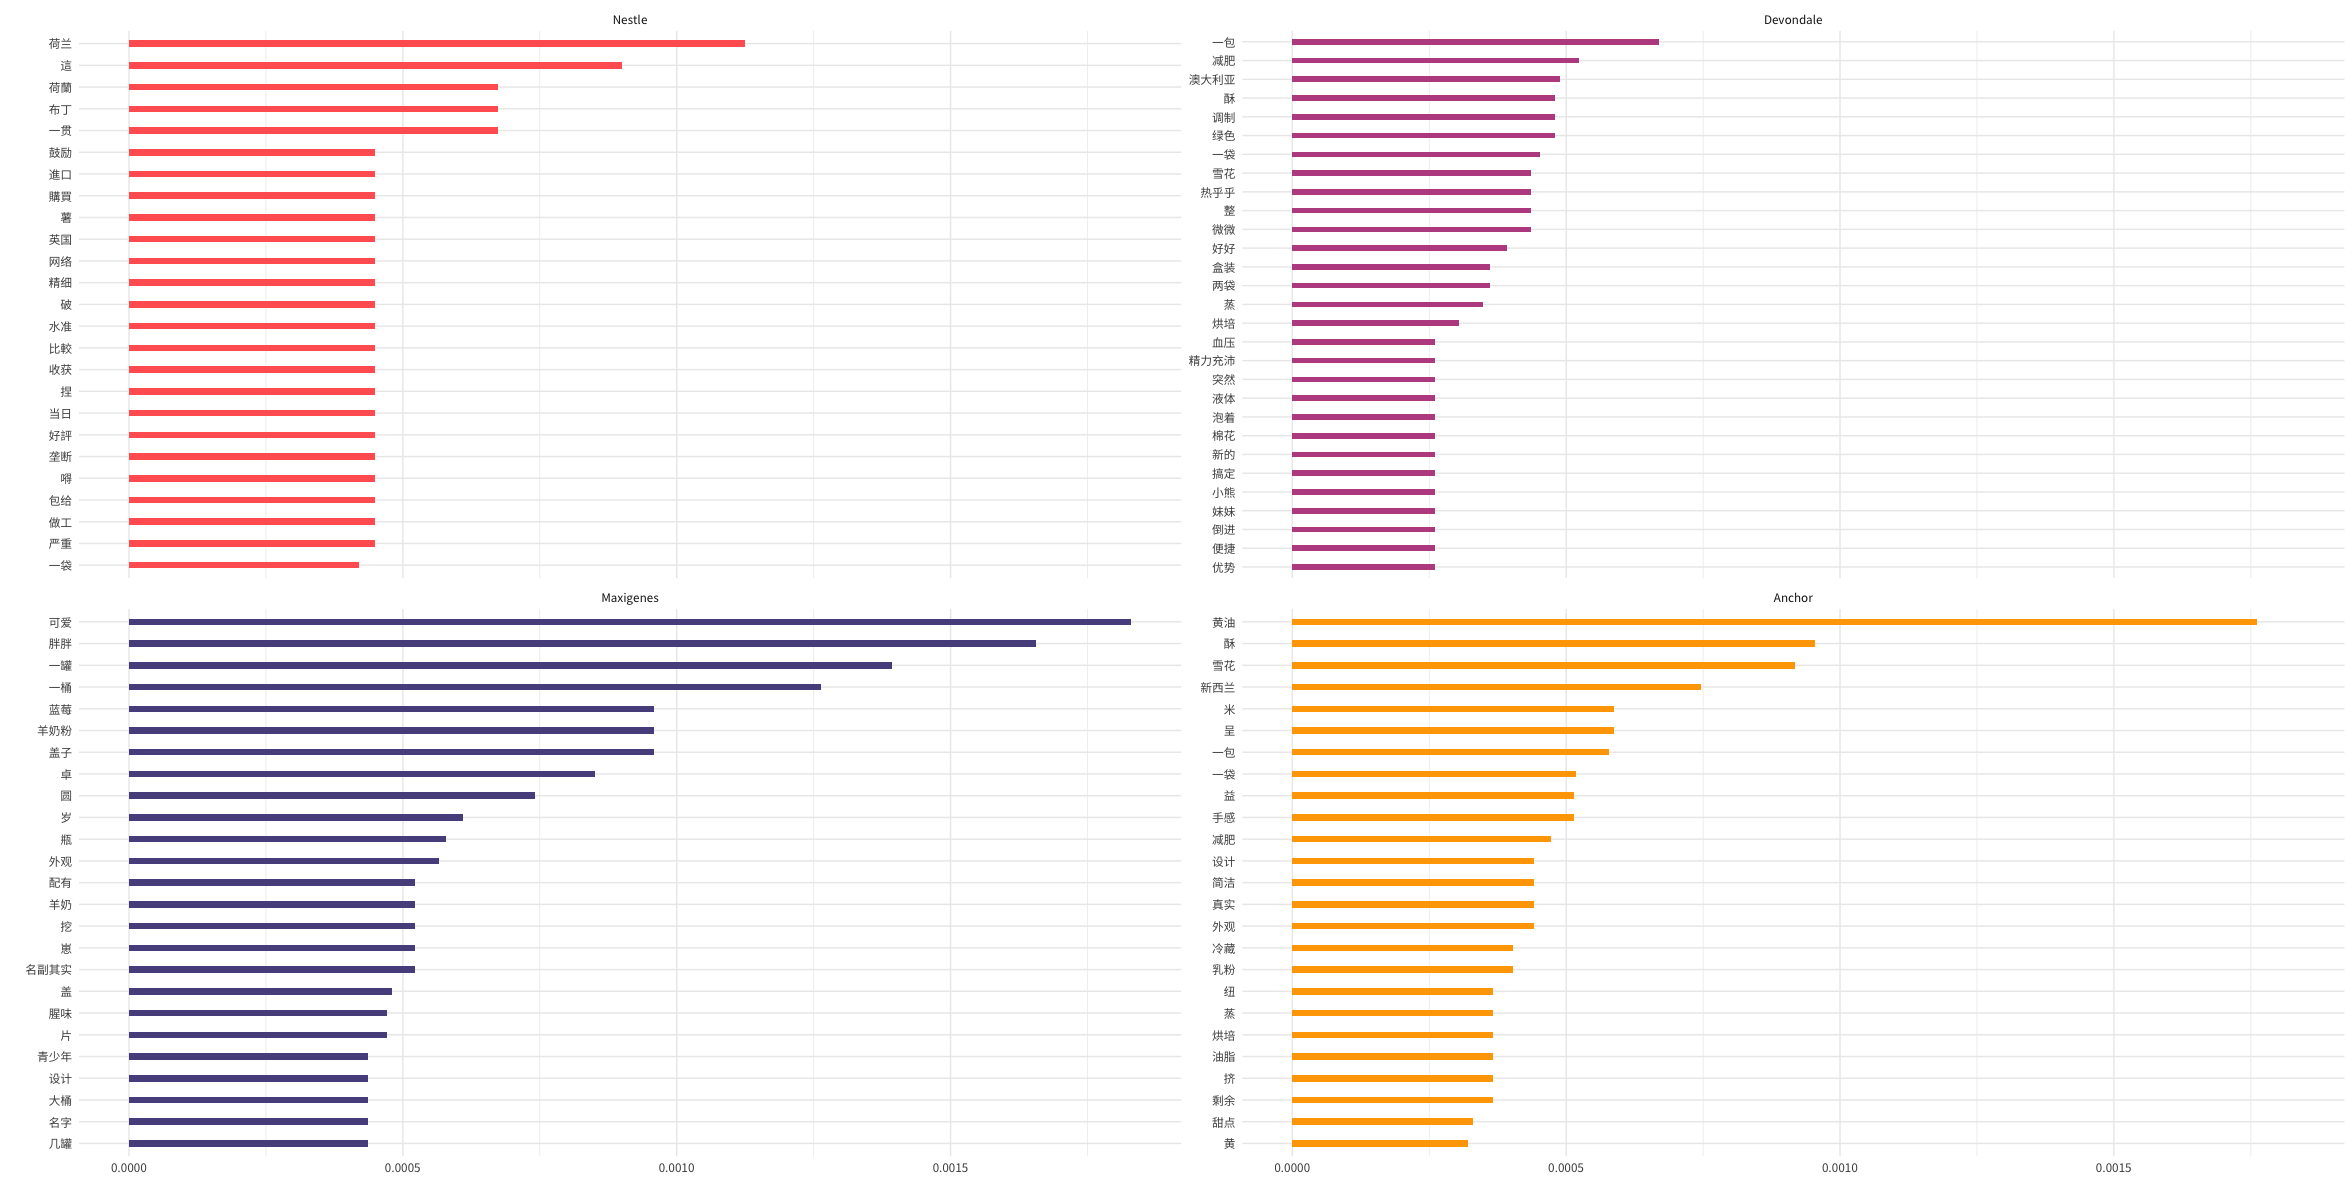 Nestle
荷兰
這
荷蘭
布丁
一贯
鼓励
進口
購買
薯
英国
网络
精细
破
水准
比較
收获
捏
当日
好評
垄断
嘚
包给
做工
严重
一袋
Devondale
一包
减肥
澳大利亚
酥
调制
绿色
一袋
雪花
热乎乎
整
微微
好好
盒装
两袋
蒸
烘培
血压
精力充沛
突然
液体
泡着
棉花
新的
搞定
小熊
妹妹
倒进
便捷
优势
Maxigenes
可爱
胖胖
一罐
一桶
蓝莓
羊奶粉
盖子
卓
圆
岁
瓶
外观
配有
羊奶
挖
崽
名副其实
盖
腥味
片
青少年
设计
大桶
名字
几罐
0.0000 0.0005 0.0010 0.0015
Anchor
黄油
酥
雪花
新西兰
米
呈
一包
一袋
益
手感
减肥
设计
简洁
真实
外观
冷藏
乳粉
纽
蒸
烘培
油脂
挤
剩余
甜点
黄
0.0000 0.0005 0.0010 0.0015